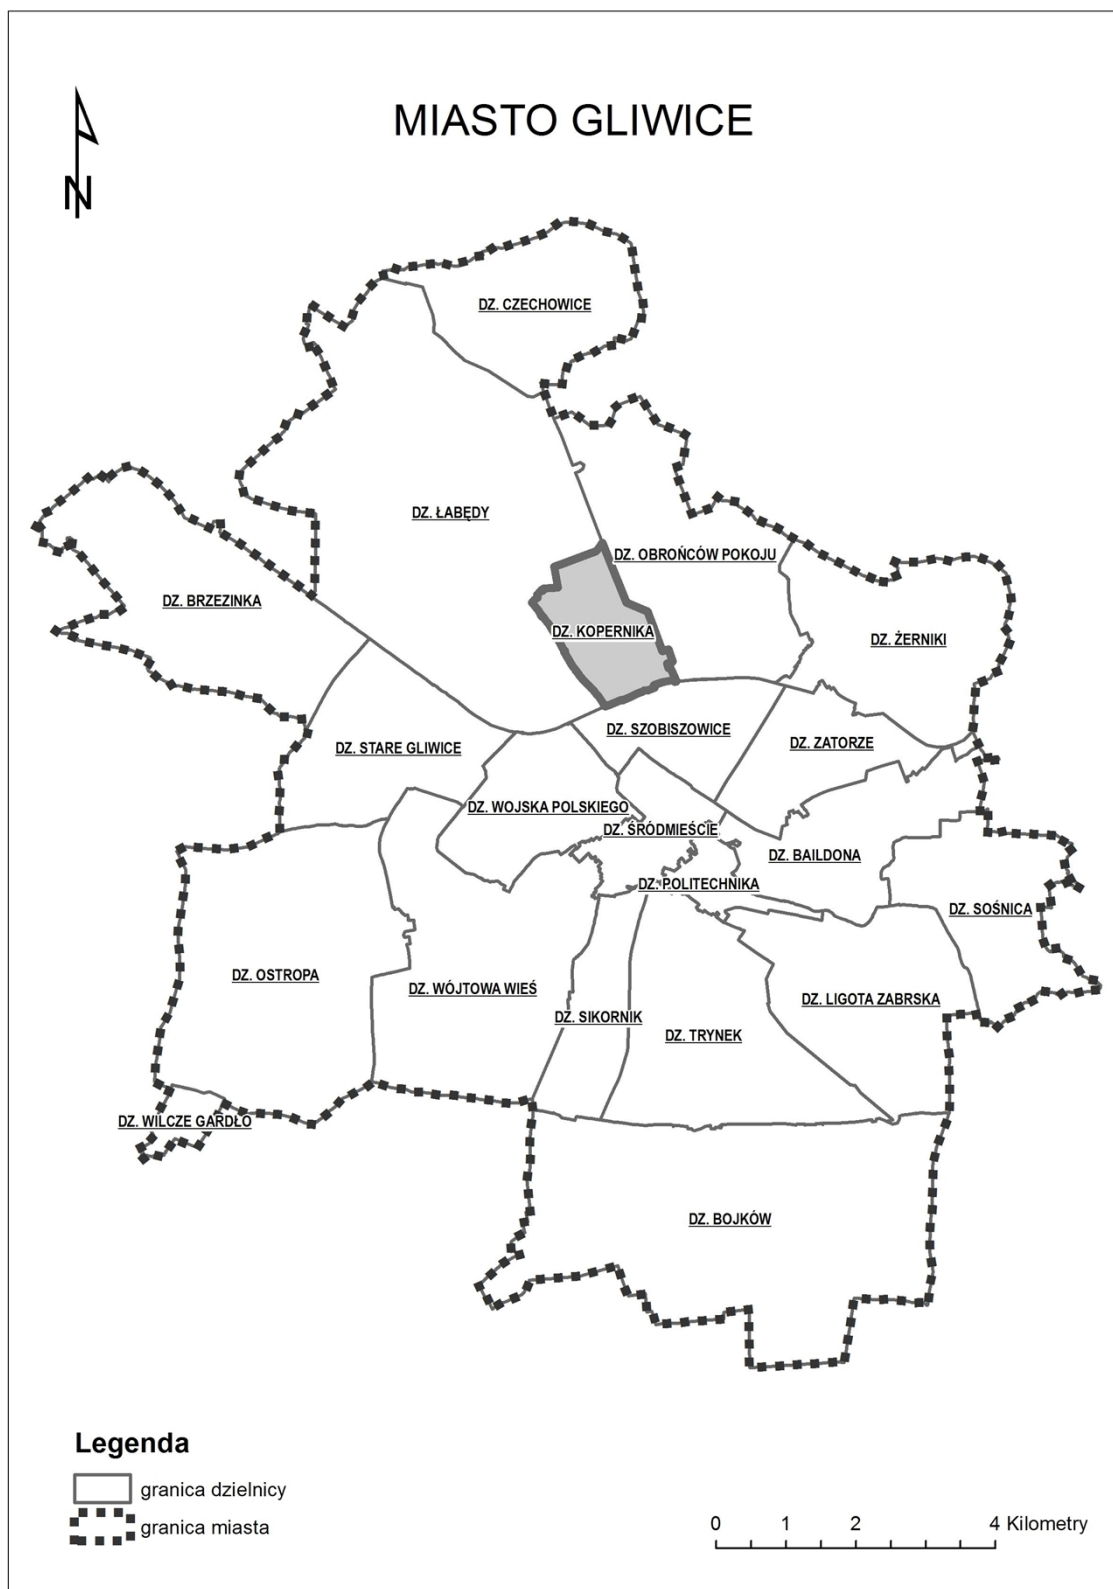 MIASTO GLIWICE
N
DZ. CZECHOWICE
DZ. ŁABĘDY
DZ. OBROŃCÓW POKOJU
DZ. BRZEZINKA
DZ. KOPERNIKA
DZ. ŻERNIKI
DZ. SZOBISZOWICE
DZ. STARE GLIWICE
DZ. ZATORZE
DZ. WOJSKA POLSKIEGO
DZ. ŚRÓDMIEŚCIE
DZ. BAILDONA
DZ. POLITECHNIKA
DZ. SOŚNICA
DZ. OSTROPA
DZ. WÓJTOWA WIEŚ
DZ. LIGOTA ZABRSKA
DZ. SIKORNIK
DZ. TRYNEK
DZ. WILCZE GARDŁO
DZ. BOJKÓW
Legenda
granica dzielnicy
granica miasta
0 1 2 4 Kilometry